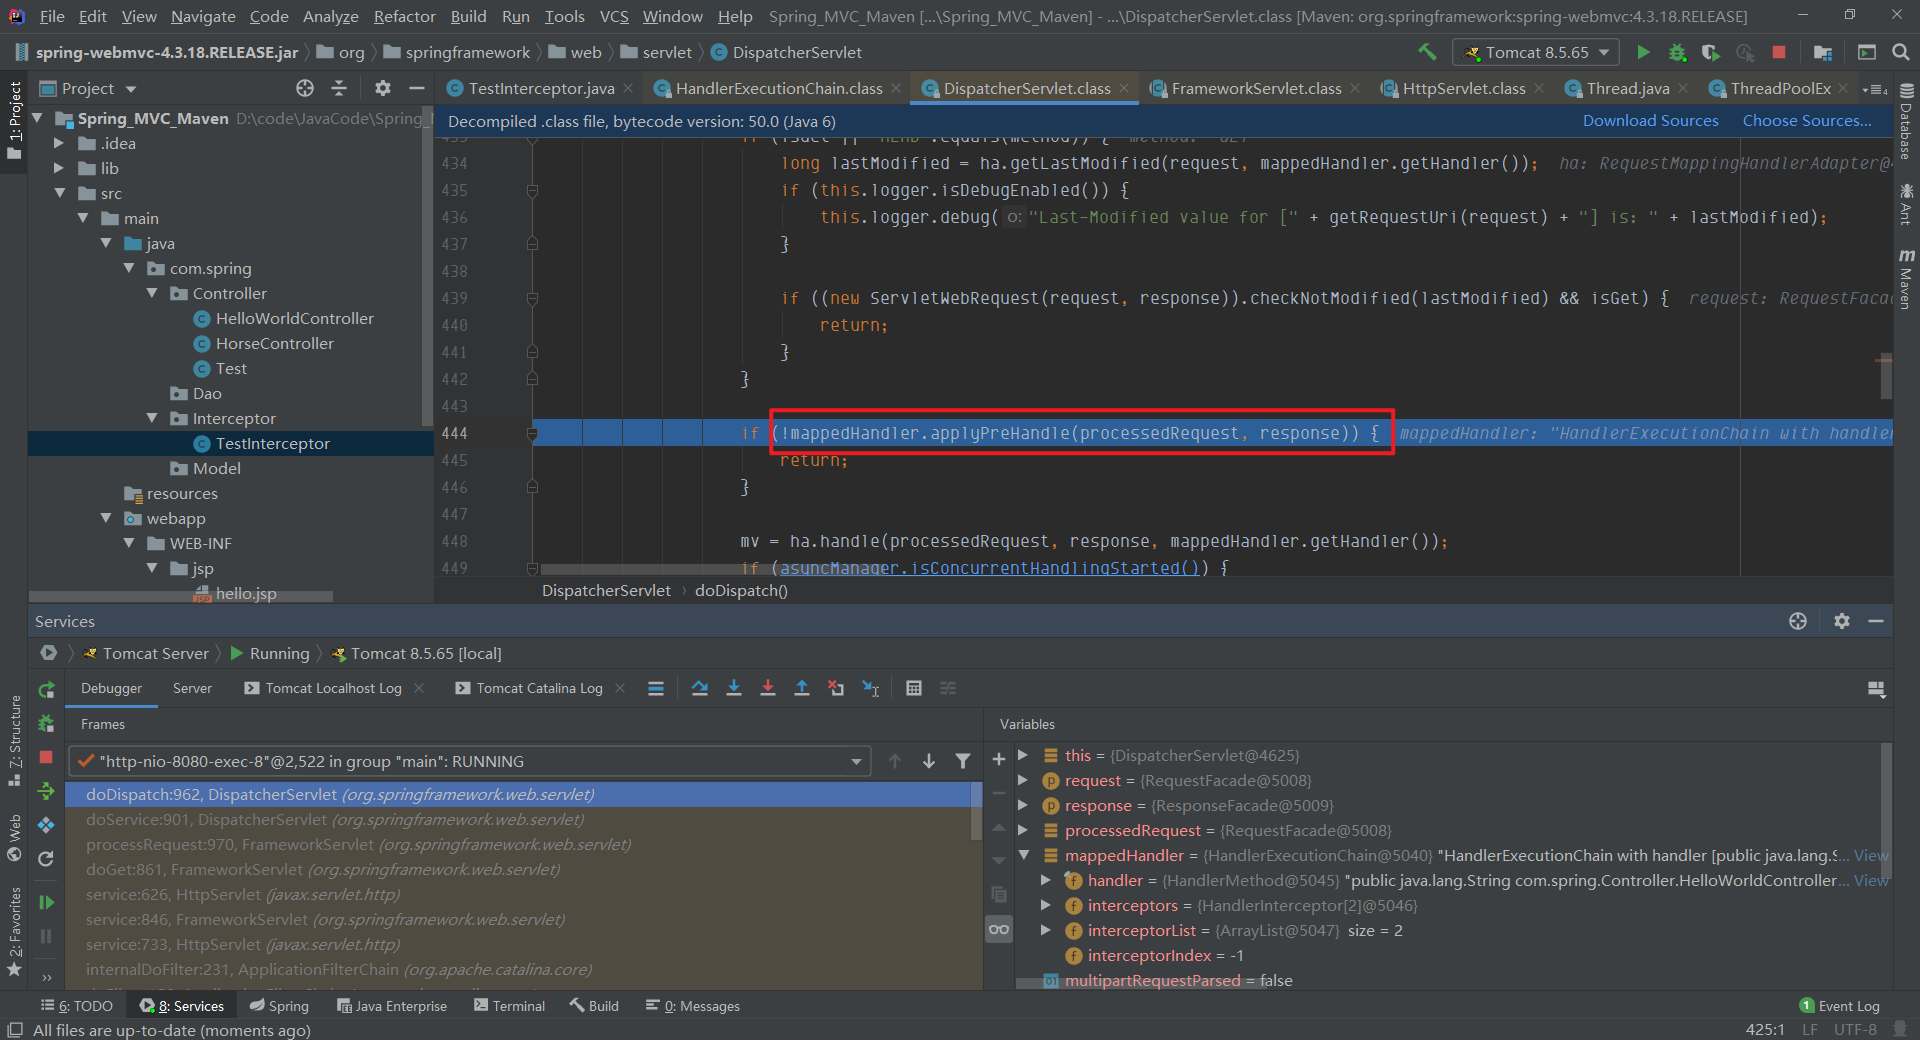 File Edit View Navigate Code Analyze Refactor Build Run Tools VCS Window Help Spring_MVC_Maven [...\Spring_MVC_Maven] - ...\DispatcherServlet.class [Maven: org.springframework:spring-webmvc:4.3.18.RELEASE]
spring-webmvc-4.3.18.RELEASE.jar org springframework web servlet DispatcherServlet Tomcat 8.5.65
Project TestInterceptor.java HandlerExecutionChain.class DispatcherServlet.class FrameworkServlet.class HttpServlet.class Thread.java ThreadPoolEx 4
1: Project
Database
Ant
Maven
Spring_MVC_Maven D:\code\JavaCode\Spring_
.idea
lib
src
main
java
com.spring
Controller
HelloWorldController
HorseController
Test
Dao
Interceptor
TestInterceptor
Model
resources
webapp
WEB-INF
jsp
hello.jsp
Decompiled .class file, bytecode version: 50.0 (Java 6) Download Sources Choose Sources...
434 long lastModified = ha.getLastModified(request, mappedHandler.getHandler()); ha: RequestMappingHandlerAdapter@4
435 if (this.logger.isDebugEnabled()) {
436 this.logger.debug( o: "Last-Modified value for [" + getRequestUri(request) + "] is: " + lastModified);
437 }
438
439 if ((new ServletWebRequest(request, response)).checkNotModified(lastModified) && isGet) { request: RequestFacad
440 return;
441 }
442 }
443
444 if (!mappedHandler.applyPreHandle(processedRequest, response)) { mappedHandler: "HandlerExecutionChain with handler
445 return;
446 }
447
448 mv = ha.handle(processedRequest, response, mappedHandler.getHandler());
449 if (asyncManager.isConcurrentHandlingStarted()) {
DispatcherServlet doDispatch()
Services
Tomcat Server Running Tomcat 8.5.65 [local]
Debugger Server Tomcat Localhost Log Tomcat Catalina Log
Z: Structure
Web
2: Favorites
Frames
"http-nio-8080-exec-8"@2,522 in group "main": RUNNING
doDispatch:962, DispatcherServlet (org.springframework.web.servlet)
doService:901, DispatcherServlet (org.springframework.web.servlet)
processRequest:970, FrameworkServlet (org.springframework.web.servlet)
doGet:861, FrameworkServlet (org.springframework.web.servlet)
service:626, HttpServlet (javax.servlet.http)
service:846, FrameworkServlet (org.springframework.web.servlet)
service:733, HttpServlet (javax.servlet.http)
internalDoFilter:231, ApplicationFilterChain (org.apache.catalina.core)
Variables
this = {DispatcherServlet@4625}
request = {RequestFacade@5008}
response = {ResponseFacade@5009}
processedRequest = {RequestFacade@5008}
mappedHandler = {HandlerExecutionChain@5040} "HandlerExecutionChain with handler [public java.lang.S... View
handler = {HandlerMethod@5045} "public java.lang.String com.spring.Controller.HelloWorldController... View
interceptors = {HandlerInterceptor[2]@5046}
interceptorList = {ArrayList@5047} size = 2
interceptorIndex = -1
multipartRequestParsed = false
6: TODO 8: Services Spring Java Enterprise Terminal Build 0: Messages 1 Event Log
All files are up-to-date (moments ago) 425:1 LF UTF-8